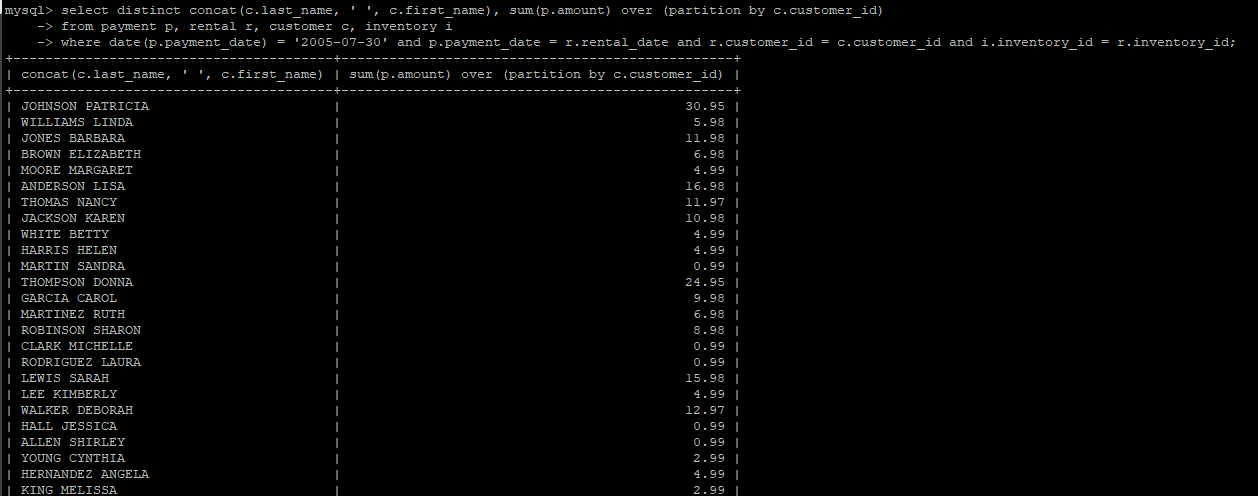 mysql> select distinct concat(c.last_name, ' ', c.first_name), sum(p.amount) over (partition by c.customer_id)
    -> from payment p, rental r, customer c, inventory i
    -> where date(p.payment_date) = '2005-07-30' and p.payment_date = r.rental_date and r.customer_id = c.customer_id and i.inventory_id = r.inventory_id;
+----------------------------------------+-------------------------------------------------+
| concat(c.last_name, ' ', c.first_name) | sum(p.amount) over (partition by c.customer_id) |
+----------------------------------------+-------------------------------------------------+
| JOHNSON PATRICIA                       |                                           30.95 |
| WILLIAMS LINDA                         |                                            5.98 |
| JONES BARBARA                          |                                           11.98 |
| BROWN ELIZABETH                        |                                            6.98 |
| MOORE MARGARET                         |                                            4.99 |
| ANDERSON LISA                          |                                           16.98 |
| THOMAS NANCY                           |                                           11.97 |
| JACKSON KAREN                          |                                           10.98 |
| WHITE BETTY                            |                                            4.99 |
| HARRIS HELEN                           |                                            4.99 |
| MARTIN SANDRA                          |                                            0.99 |
| THOMPSON DONNA                         |                                           24.95 |
| GARCIA CAROL                           |                                            9.98 |
| MARTINEZ RUTH                          |                                            6.98 |
| ROBINSON SHARON                        |                                            8.98 |
| CLARK MICHELLE                         |                                            0.99 |
| RODRIGUEZ LAURA                        |                                            0.99 |
| LEWIS SARAH                            |                                           15.98 |
| LEE KIMBERLY                           |                                            4.99 |
| WALKER DEBORAH                         |                                           12.97 |
| HALL JESSICA                           |                                            0.99 |
| ALLEN SHIRLEY                          |                                            0.99 |
| YOUNG CYNTHIA                          |                                            2.99 |
| HERNANDEZ ANGELA                       |                                            4.99 |
| KING MELISSA                           |                                            2.99 |